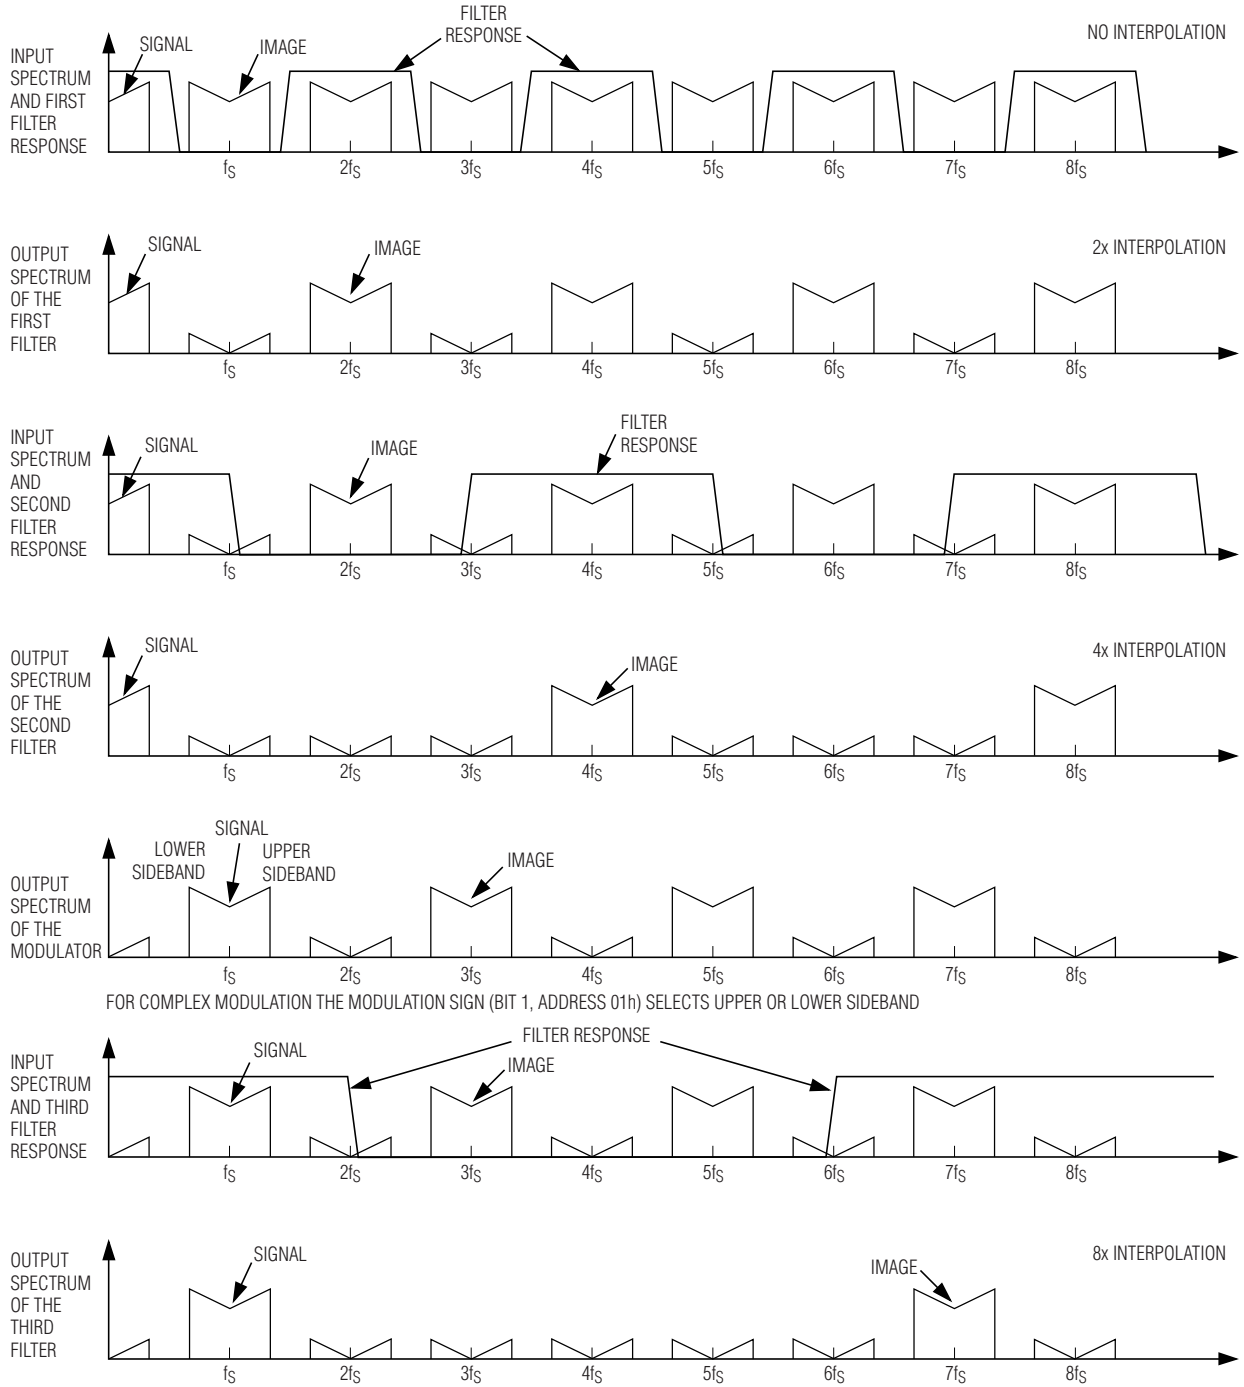 FILTER
RESPONSE
NO INTERPOLATION
SIGNAL
IMAGE
INPUT
SPECTRUM
AND FIRST
FILTER
RESPONSE
fS
2fS
3fS
4fS
5fS
6fS
7fS
8fS
OUTPUT
SPECTRUM
OF THE
FIRST
FILTER
SIGNAL
IMAGE
2x INTERPOLATION
fS
2fS
3fS
4fS
5fS
6fS
7fS
8fS
INPUT
SPECTRUM
AND
SECOND
FILTER
RESPONSE
SIGNAL
IMAGE
FILTER
RESPONSE
fS
2fS
3fS
4fS
5fS
6fS
7fS
8fS
OUTPUT
SPECTRUM
OF THE
SECOND
FILTER
SIGNAL
IMAGE
4x INTERPOLATION
fS
2fS
3fS
4fS
5fS
6fS
7fS
8fS
OUTPUT
SPECTRUM
OF THE
MODULATOR
LOWER
SIDEBAND
SIGNAL
UPPER
SIDEBAND
IMAGE
fS
2fS
3fS
4fS
5fS
6fS
7fS
8fS
FOR COMPLEX MODULATION THE MODULATION SIGN (BIT 1, ADDRESS 01h) SELECTS UPPER OR LOWER SIDEBAND
INPUT
SPECTRUM
AND THIRD
FILTER
RESPONSE
SIGNAL
FILTER RESPONSE
IMAGE
fS
2fS
3fS
4fS
5fS
6fS
7fS
8fS
OUTPUT
SPECTRUM
OF THE
THIRD
FILTER
SIGNAL
IMAGE
8x INTERPOLATION
fS
2fS
3fS
4fS
5fS
6fS
7fS
8fS